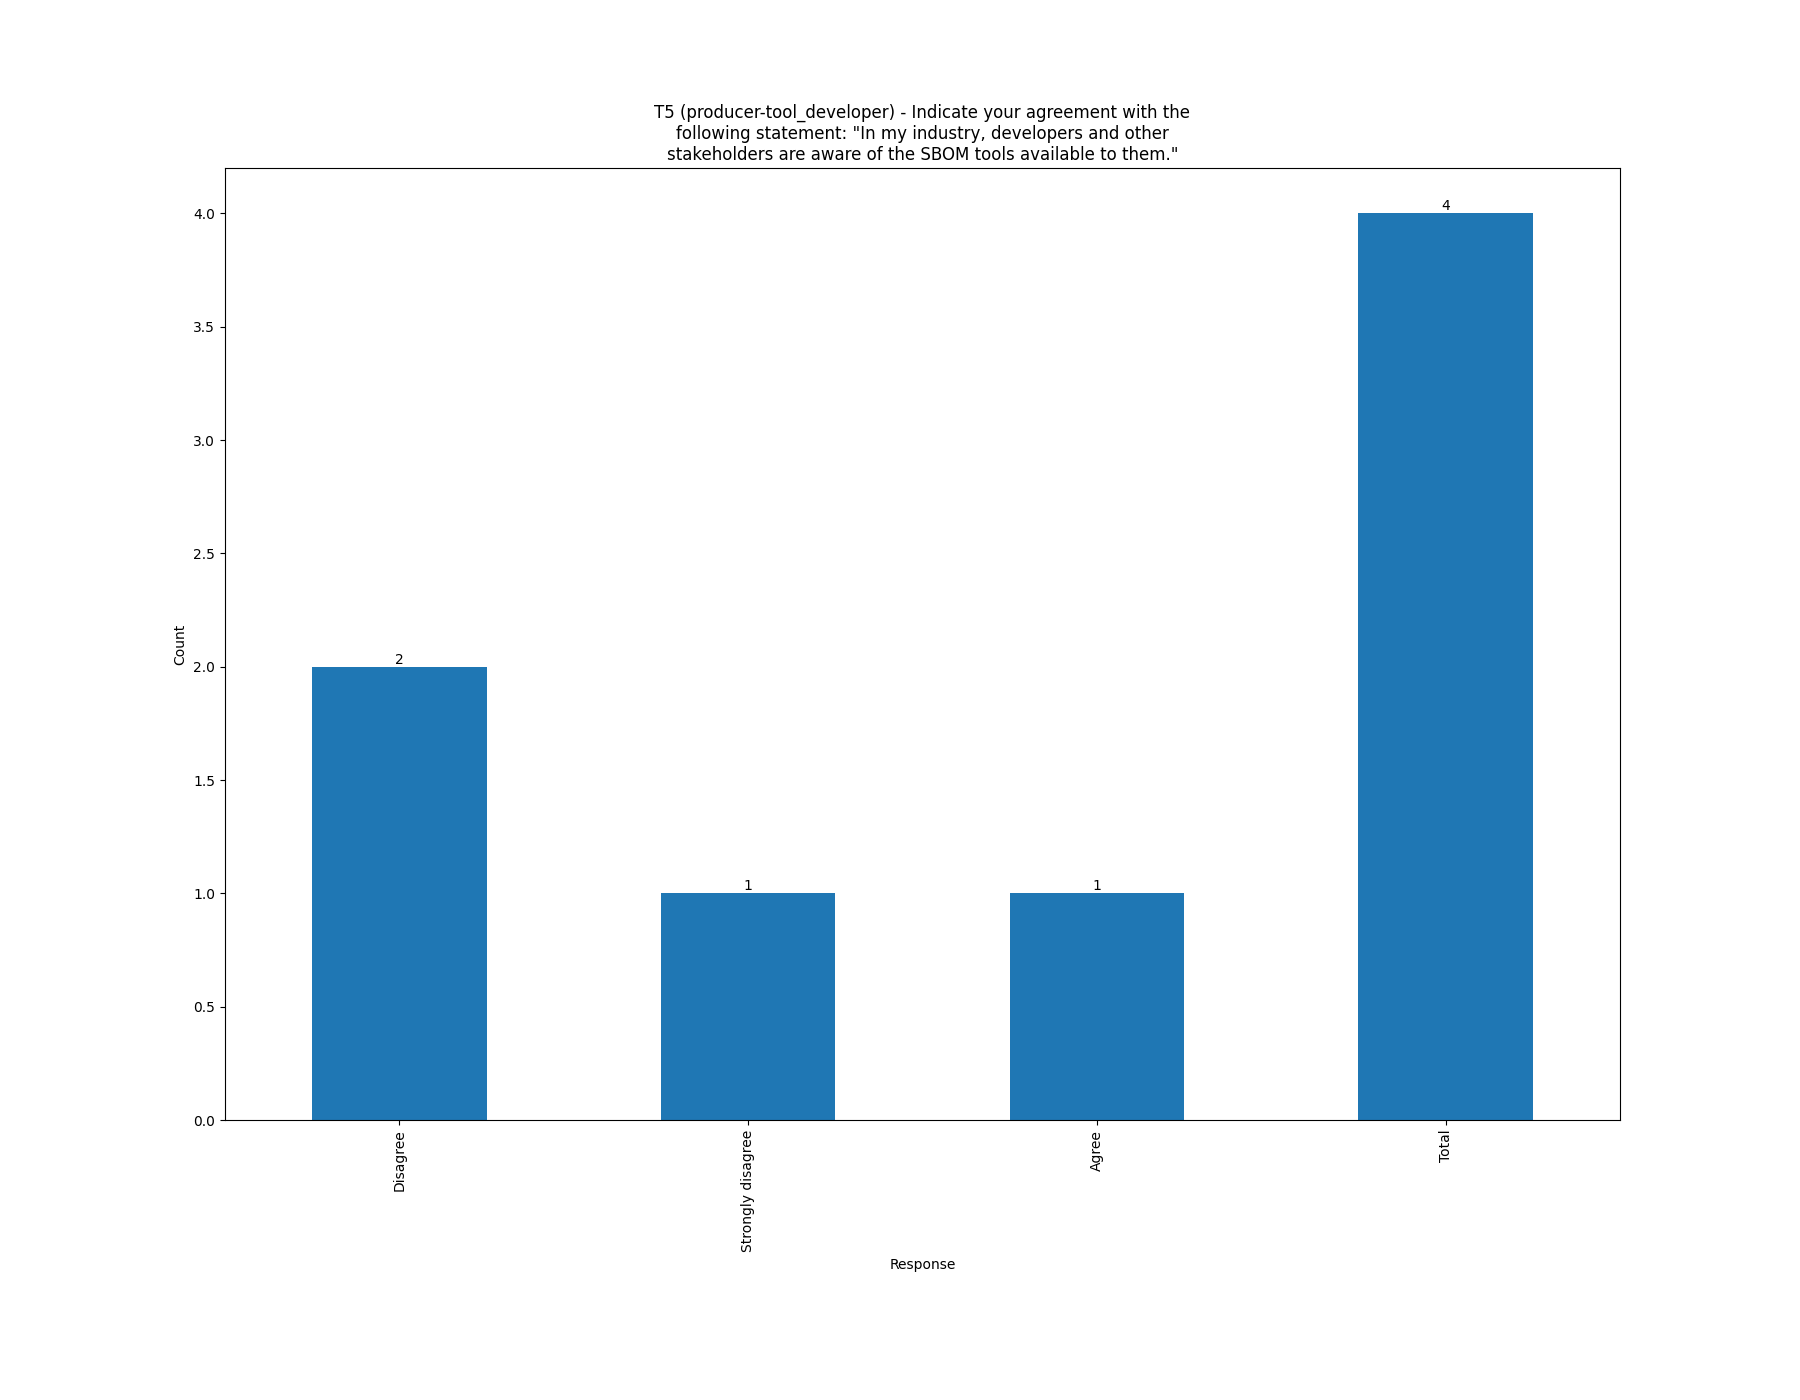 T5 (producer-tool_developer) - Indicate your agreement with the
following statement: "In my industry, developers and other
stakeholders are aware of the SBOM tools available to them."
4.0
3.5
3.0
2.5
2.0
1.5
1.0
0.5
0.0
Count
2
1
1
4
Disagree
Strongly disagree
Agree
Total
Response